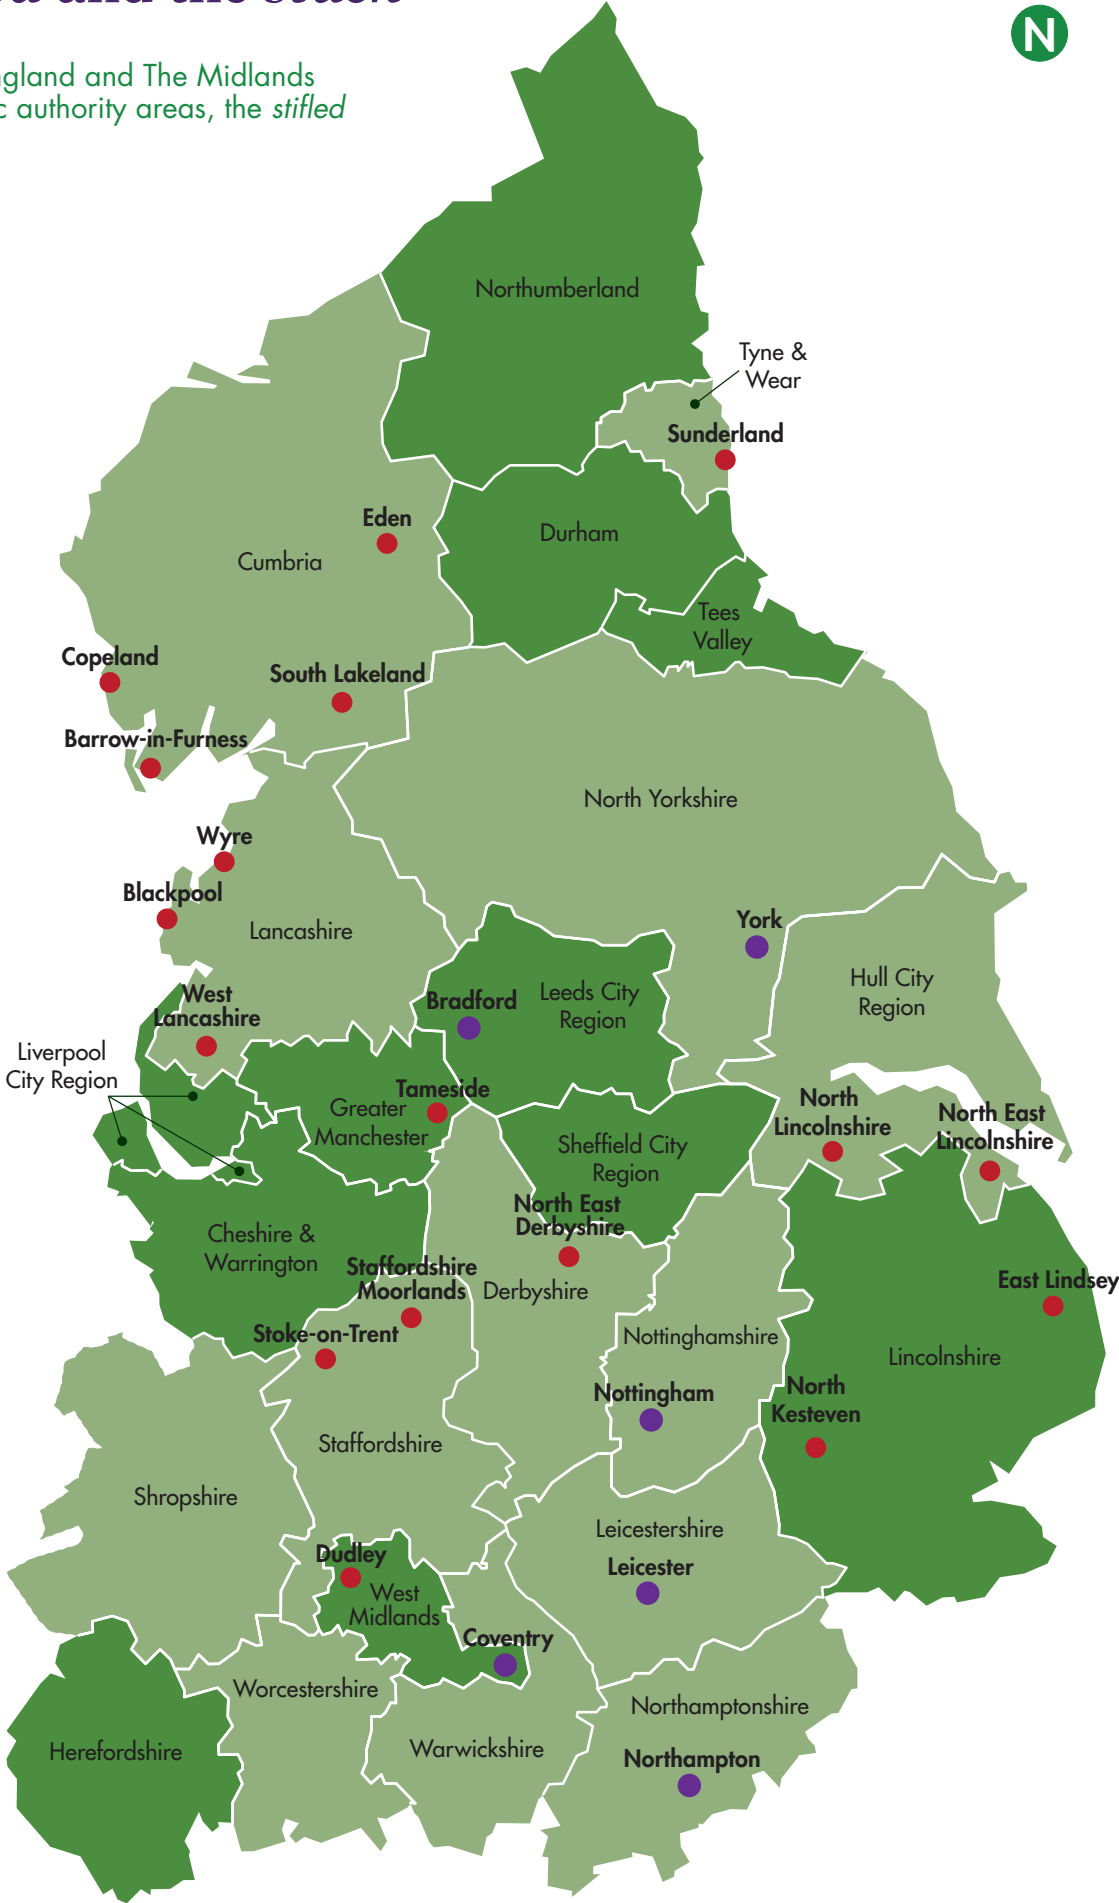 and the stuck
ngland and The Midlands
c authority areas, the stifled
N
Northumberland
Tyne &
Wear
Sunderland
Eden
Durham
Cumbria
Tees
Valley
Copeland
South Lakeland
Barrow-in-Furness
North Yorkshire
Wyre
Blackpool
York
Lancashire
Hull City
Region
Leeds City
Region
Bradford
West
Lancashire
Liverpool
City Region
Tameside
Greater
Manchester
North
Lincolnshire
North East
Lincolnshire
Sheffield City
Region
North East
Derbyshire
Cheshire &
Warrington
Staffordshire
Moorlands
Derbyshire
East Lindsey
Stoke-on-Trent
Nottinghamshire
Lincolnshire
Nottingham
North
Kesteven
Staffordshire
Shropshire
Leicestershire
Leicester
Dudley
West
Midlands
Coventry
Worcestershire
Northamptonshire
Herefordshire
Warwickshire
Northampton